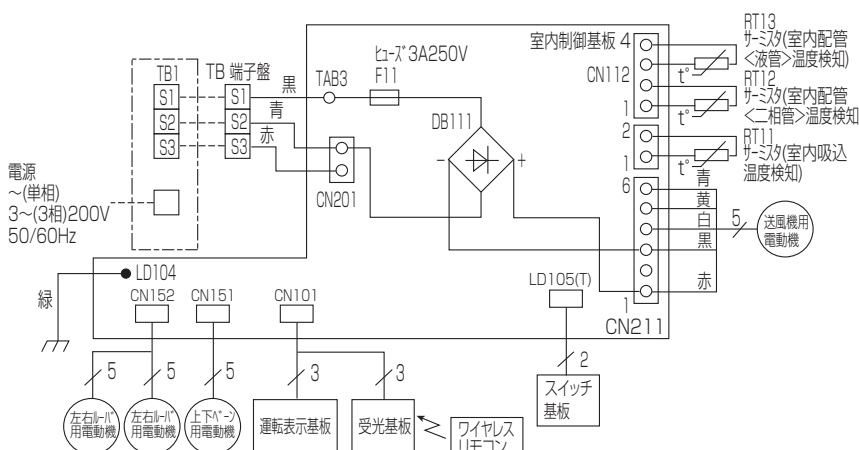 TB1
TB 端子盤
S1
S2
S3
S1
S2
S3
黒
青
赤
TAB3
ヒューズ3A250V
F11
CN201
DB111
-
+
室内制御基板
4
CN112
1
2
1
6
1
CN211
RT13
サーミスタ(室内配管
<液管>温度検知)
t°
RT12
サーミスタ(室内配管
<二相管>温度検知
t°
RT11
サーミスタ(室内吸込
温度検知)
t°
青
黄
白
黒
赤
5
送風機用
電動機
電源
~(単相)
3~(3相)200V
50/60Hz
緑
LD104
CN152
CN151
CN101
LD105(T)
5
5
5
3
3
2
左右ルーバ
用電動機
左右ルーバ
用電動機
上下ベーン
用電動機
運転表示基板
受光基板
ワイヤレス
リモコン
スイッチ
基板